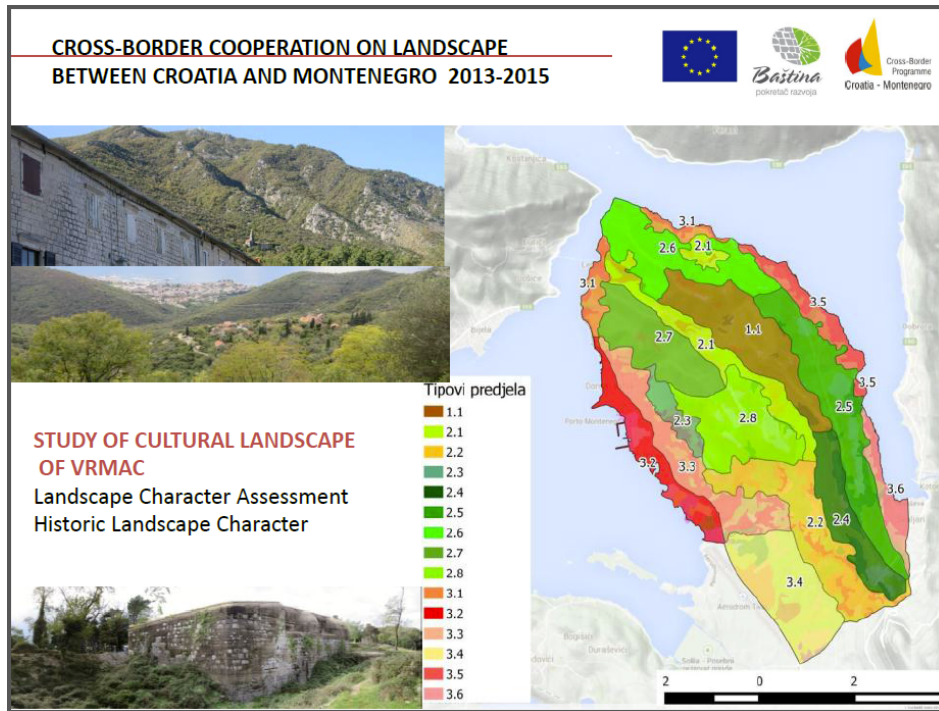 CROSS-BORDER COOPERATION ON LANDSCAPE
BETWEEN CROATIA AND MONTENEGRO 2013-2015
Baština
pokretač razvoja
Cross-Border
Programme
Croatia - Montenegro
STUDY OF CULTURAL LANDSCAPE
OF VRMAC
Landscape Character Assessment
Historic Landscape Character
Tipovi predjela
1.1
2.1
2.2
2.3
2.4
2.5
2.6
2.7
2.8
3.1
3.2
3.3
3.4
3.5
3.6
Kostanjica
3.1
2.6
2.1
3.1
3.5
1.1
2.7
2.1
Bijela
3.5
2.3
2.8
2.5
Porto Montenegro
3.2
3.3
3.6
2.2
2.4
3.4
Aerodrom
Bogišići
Đuraševići
2
0
2